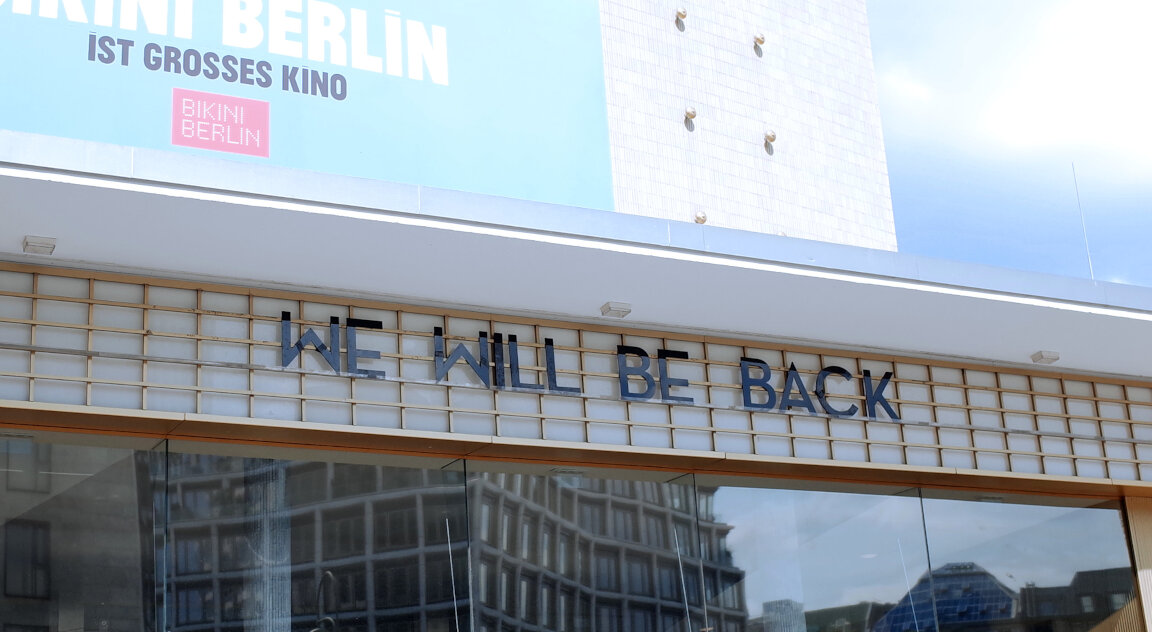 BIKINI BERLIN
IST GROSSES KINO
BIKINI
BERLIN
WE WILL BE BACK